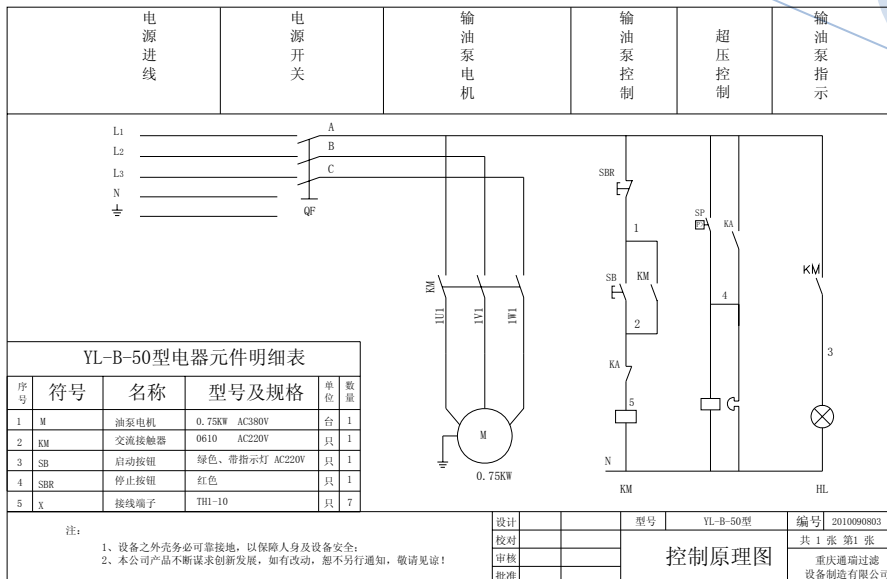 电源进线
电源开关
输油泵电机
输油泵控制
超压控制
输油泵指示
L1
A
L2
B
L3
C
N
QF
SBR
1
SP
P>
KA
SB
KM
KM
KM
4
1U1
1V1
1W1
2
3
KA
5
M
0.75KW
N
KM
HL
YL-B-50型电器元件明细表
序号 符号 名称 型号及规格 单位 数量
1 M 油泵电机 0.75KW AC380V 台 1
2 KM 交流接触器 0610 AC220V 只 1
3 SB 启动按钮 绿色、带指示灯 AC220V 只 1
4 SBR 停止按钮 红色 只 1
5 X 接线端子 TH1-10 只 7
注:
1、设备之外壳务必可靠接地,以保障人身及设备安全;
2、本公司产品不断谋求创新发展,如有改动,恕不另行通知,敬请见谅!
设计 型号 YL-B-50型 编号 2010090803
校对 共 1 张 第1 张
审核 控制原理图 重庆通瑞过滤
批准 设备制造有限公司